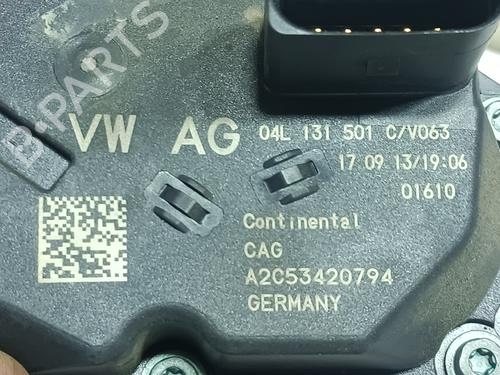 B-PARTS
VW AG 04L 131 501 C/V063
17 09 13/19:06
01610
Continental
CAG
A2C53420794
GERMANY